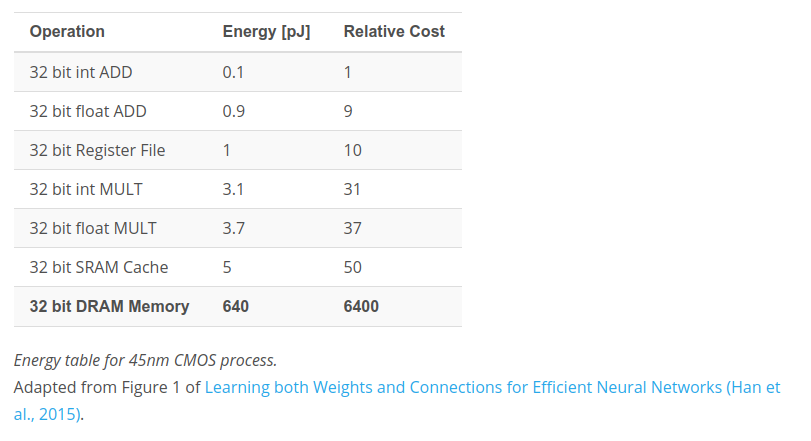 Operation Energy [pJ] Relative Cost
32 bit int ADD 0.1 1
32 bit float ADD 0.9 9
32 bit Register File 1 10
32 bit int MULT 3.1 31
32 bit float MULT 3.7 37
32 bit SRAM Cache 5 50
32 bit DRAM Memory 640 6400
Energy table for 45nm CMOS process.
Adapted from Figure 1 of Learning both Weights and Connections for Efficient Neural Networks (Han et
al., 2015).